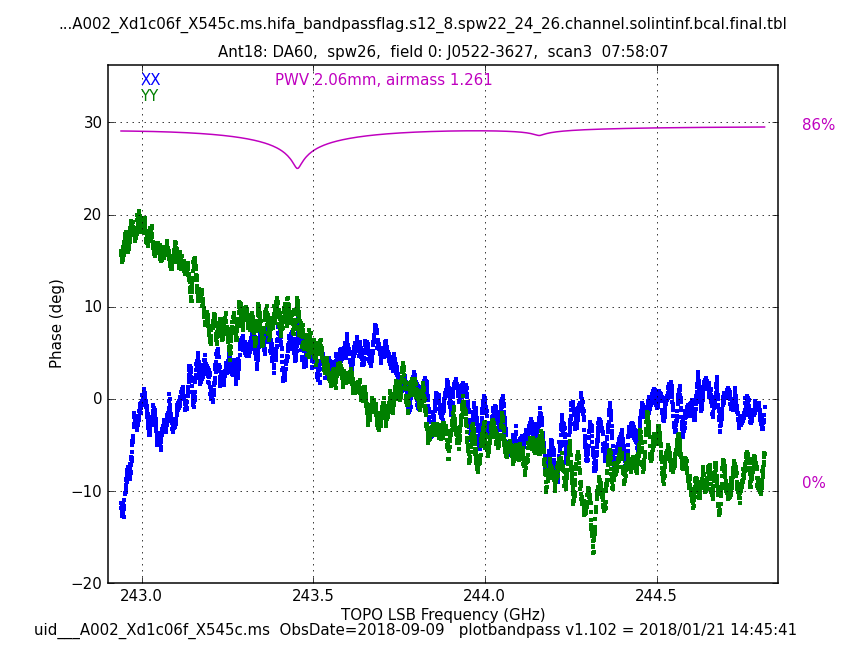 ...A002_Xd1c06f_X545c.ms.hifa_bandpassflag.s12_8.spw22_24_26.channel.solintinf.bcal.final.tbl
Ant18: DA60,  spw26,  field 0: J0522-3627,  scan3  07:58:07
XX
YY
PWV 2.06mm, airmass 1.261
86%
0%
30
20
10
0
−10
−20
Phase (deg)
243.0
243.5
244.0
244.5
TOPO LSB Frequency (GHz)
uid___A002_Xd1c06f_X545c.ms  ObsDate=2018-09-09   plotbandpass v1.102 = 2018/01/21 14:45:41